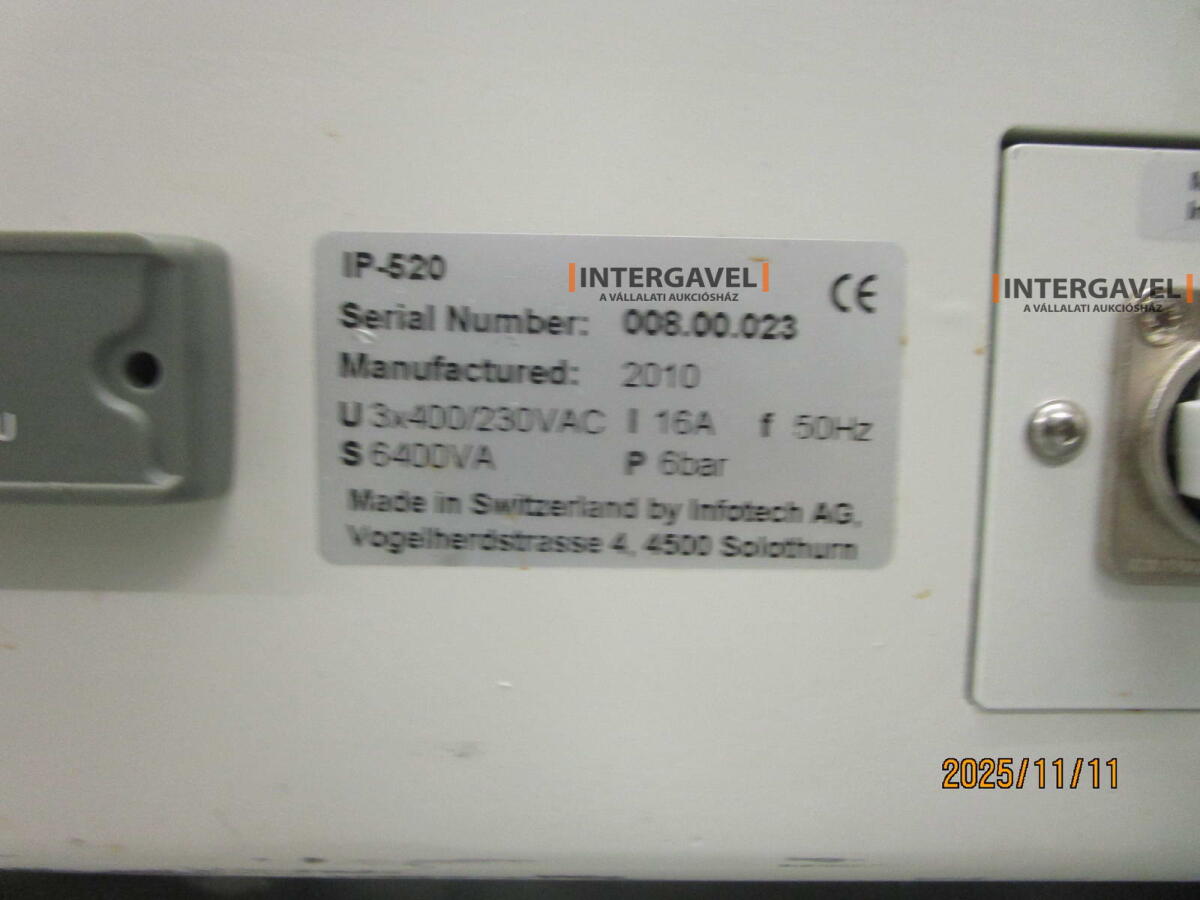 IP-520
|INTERGAVEL|
A VÁLLALATI AUKCIÓSHÁZ
CE
Serial Number: 008.00.023
Manufactured: 2010
U 3x400/230VAC I 16A f 50Hz
S 6400VA P 6bar
Made in Switzerland by Infotech AG,
Vogelherdstrasse 4, 4500 Solothurn
|INTERGAVEL|
A VÁLLALATI AUKCIÓSHÁZ
2025/11/11